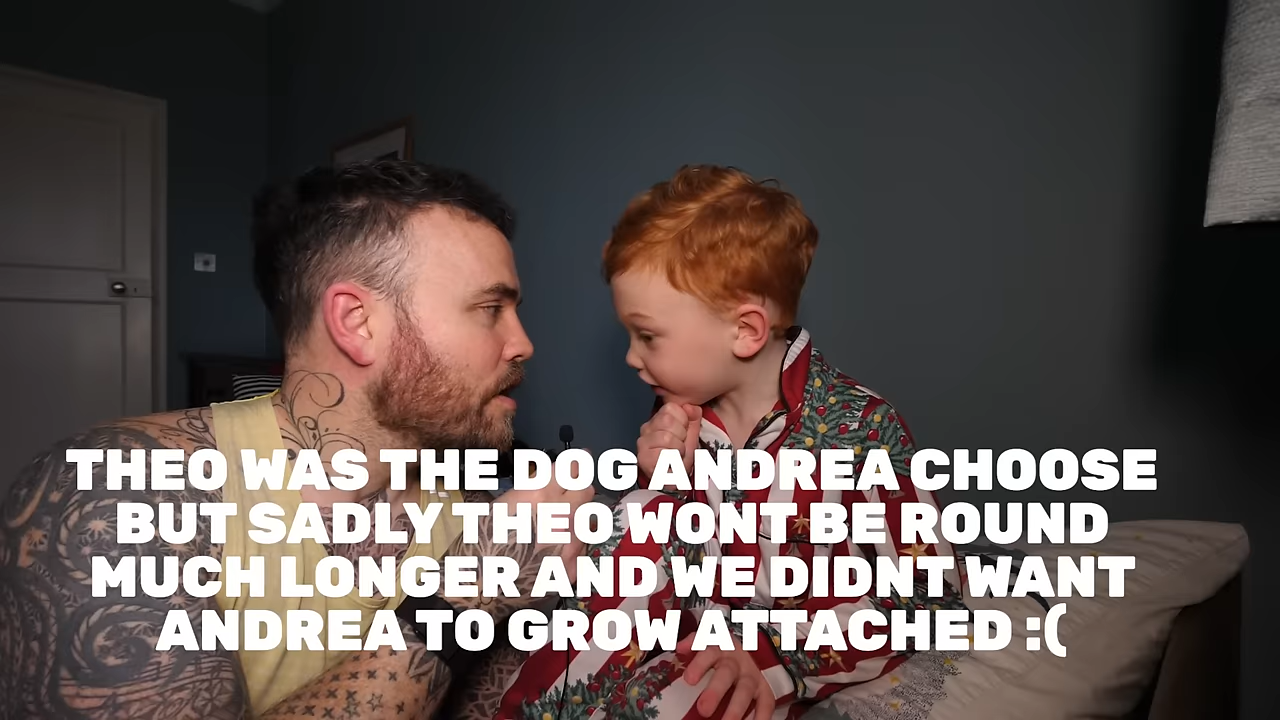 THEO WAS THE DOG ANDREA CHOOSE
BUT SADLY THEO WONT BE ROUND
MUCH LONGER AND WE DIDNT WANT
ANDREA TO GROW ATTACHED :(